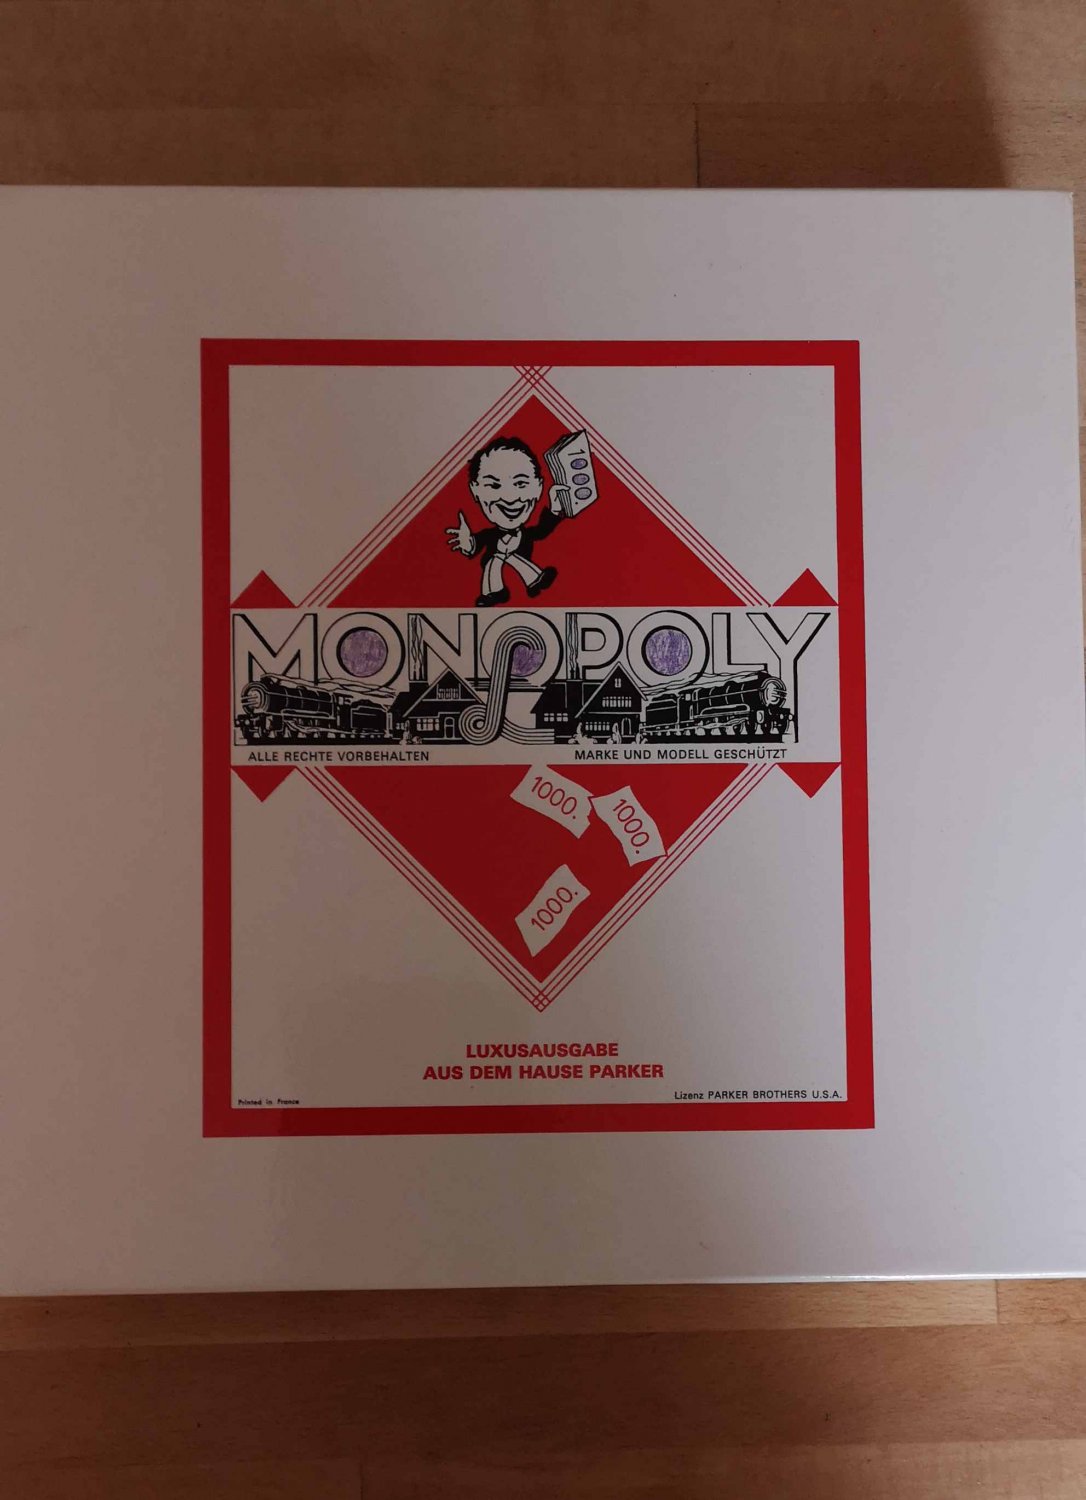 1000.
MONOPOLY
ALLE RECHTE VORBEHALTEN
MARKE UND MODELL GESCHÜTZT
1000.
1000.
1000.
LUXUSAUSGABE
AUS DEM HAUSE PARKER
Printed in France
Lizenz PARKER BROTHERS U.S.A.